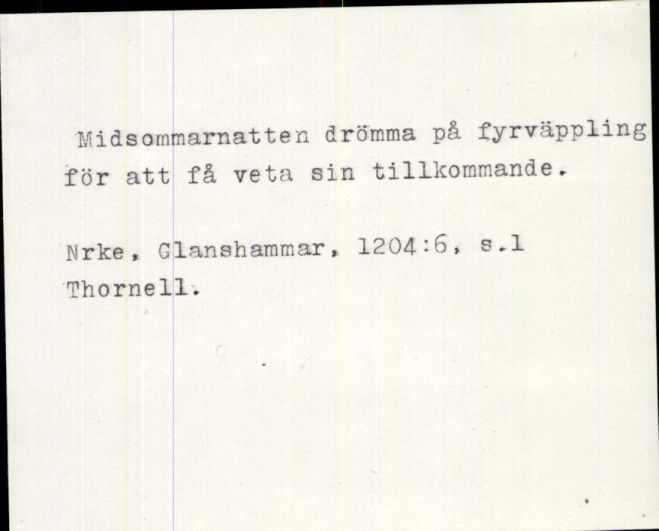 Midsommarnatten drömma på fyrväppling
för att få veta sin tillkommande.
Nrke, Glanshammar, 1204:6, s.1
Thornell.